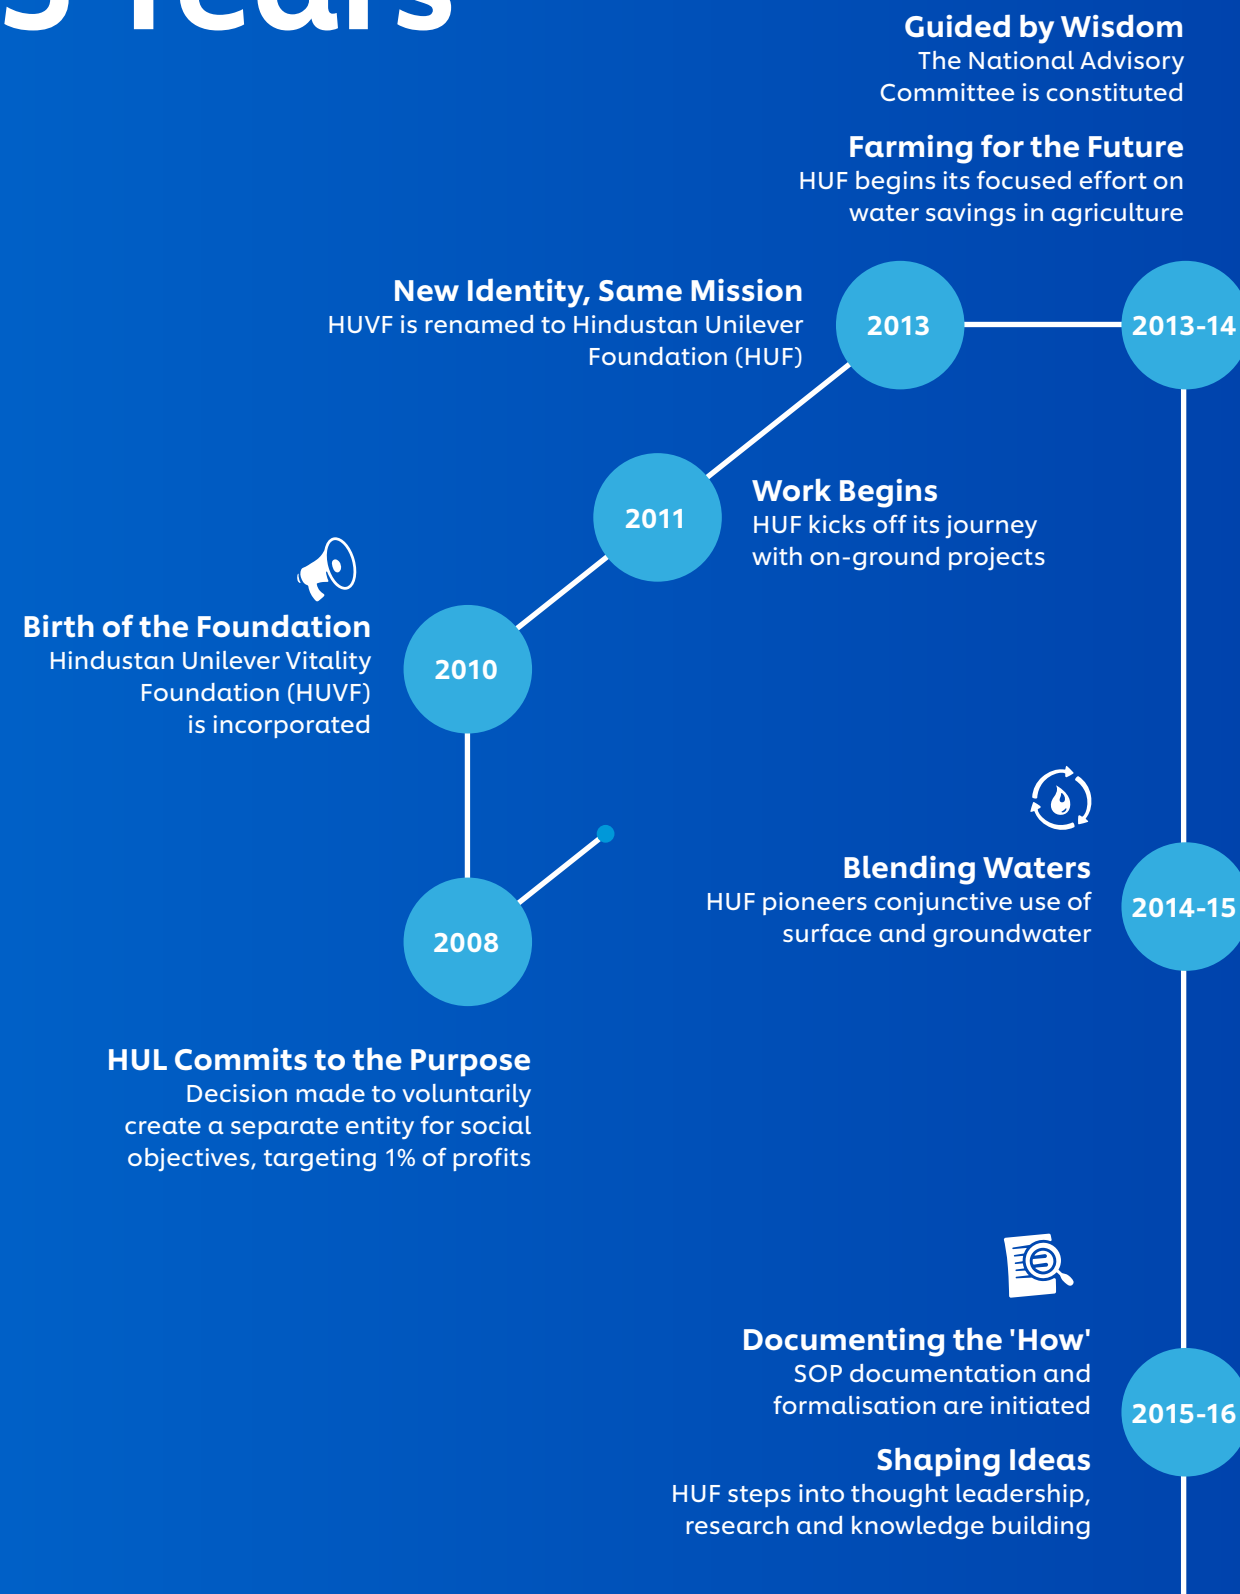 Years
Guided by Wisdom
The National Advisory
Committee is constituted
Farming for the Future
HUF begins its focused effort on
water savings in agriculture
New Identity, Same Mission
HUVF is renamed to Hindustan Unilever
Foundation (HUF)
2013
2013-14
2011
Work Begins
HUF kicks off its journey
with on-ground projects
Birth of the Foundation
Hindustan Unilever Vitality
Foundation (HUVF)
is incorporated
2010
Blending Waters
HUF pioneers conjunctive use of
surface and groundwater
2014-15
2008
HUL Commits to the Purpose
Decision made to voluntarily
create a separate entity for social
objectives, targeting 1% of profits
Documenting the 'How'
SOP documentation and
formalisation are initiated
2015-16
Shaping Ideas
HUF steps into thought leadership,
research and knowledge building